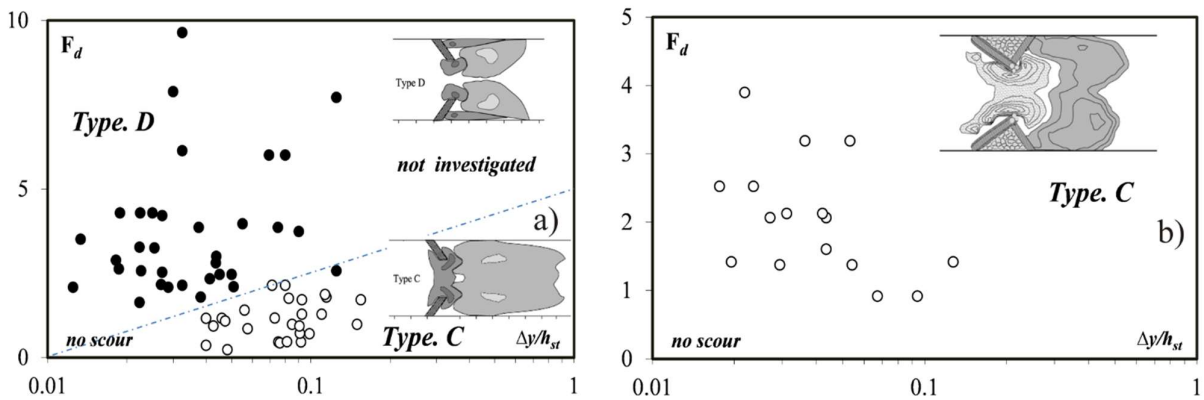 10
F_d
Type. D
Type D
not investigated
5
a)
Type C
no scour
Type. C
Δy/h_st
0
0.01
0.1
1
5
F_d
4
3
Type. C
2
b)
1
no scour
Δy/h_st
0
0.01
0.1
1